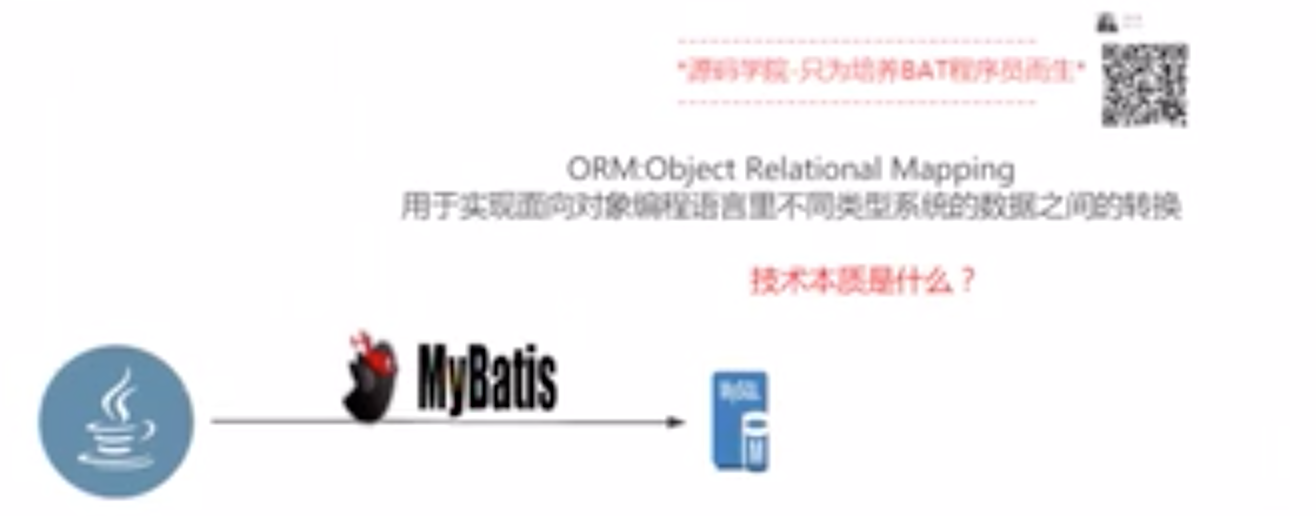 *源码学院-只为培养BAT程序员而生*
ORM:Object Relational Mapping
用于实现面向对象编程语言里不同类型系统的数据之间的转换
技术本质是什么？
MyBatis
MySQL